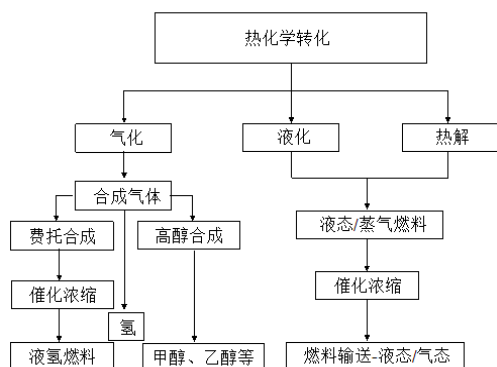 热化学转化
气化
液化
热解
合成气体
费托合成
高醇合成
液态/蒸气燃料
催化浓缩
催化浓缩
氢
液氢燃料
甲醇、乙醇等
燃料输送-液态/气态